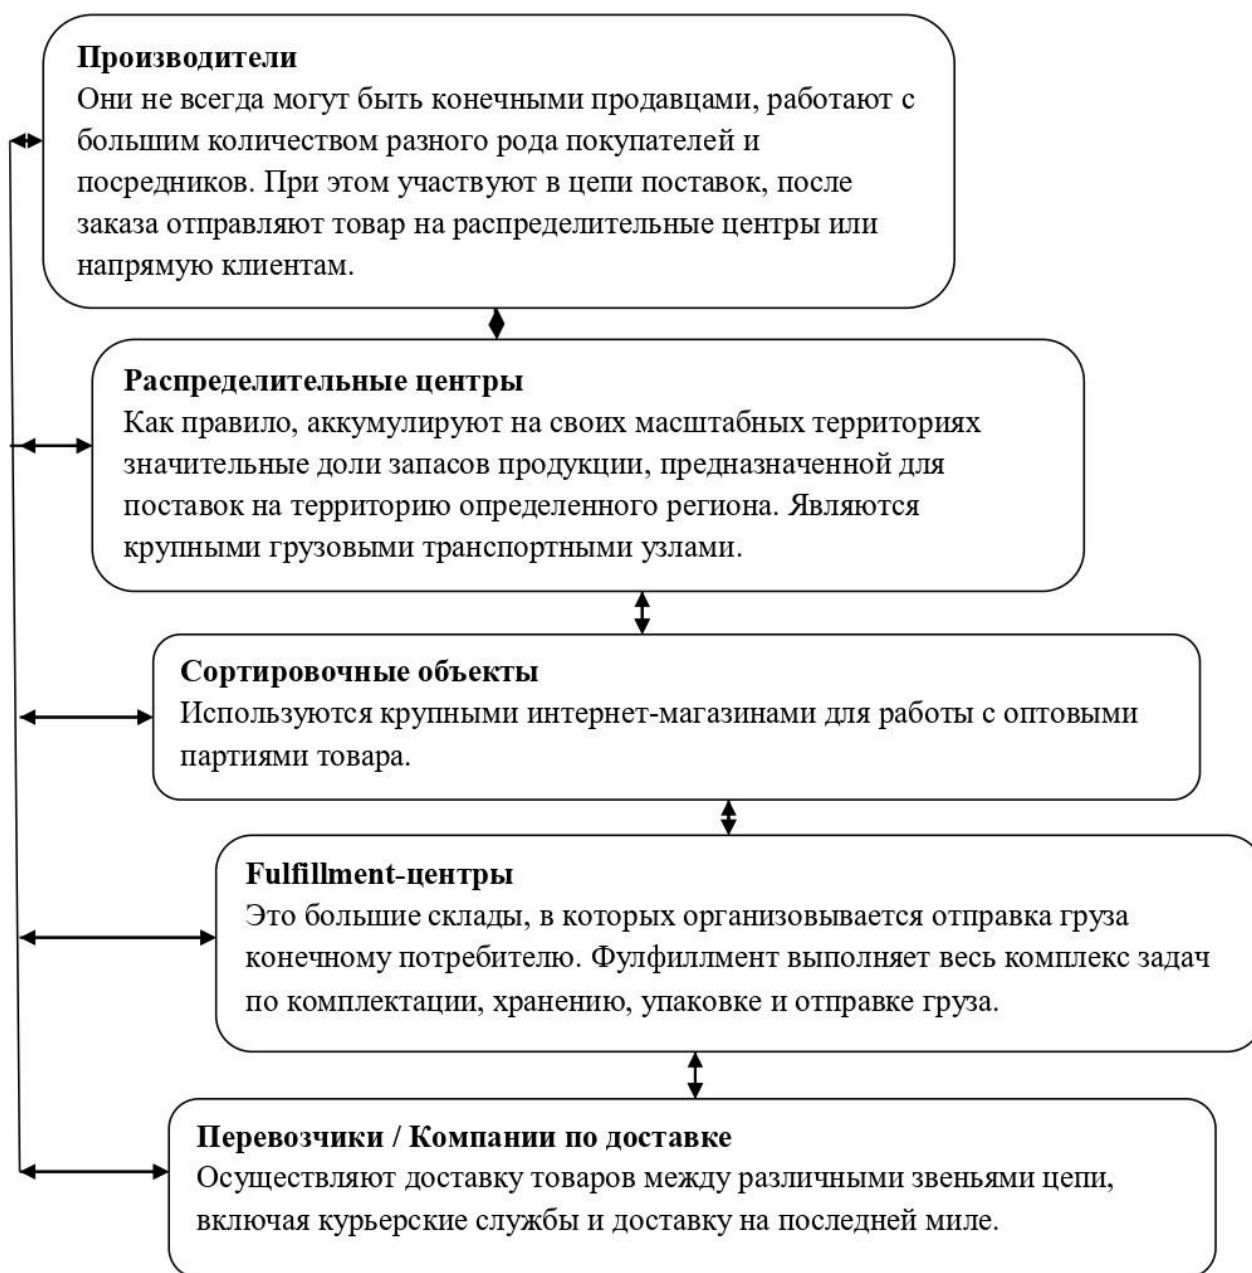 Производители
Они не всегда могут быть конечными продавцами, работают с
большим количеством разного рода покупателей и
посредников. При этом участвуют в цепи поставок, после
заказа отправляют товар на распределительные центры или
напрямую клиентам.
Распределительные центры
Как правило, аккумулируют на своих масштабных территориях
значительные доли запасов продукции, предназначенной для
поставок на территорию определенного региона. Являются
крупными грузовыми транспортными узлами.
Сортировочные объекты
Используются крупными интернет-магазинами для работы с оптовыми
партиями товара.
Fulfillment-центры
Это большие склады, в которых организовывается отправка груза
конечному потребителю. Фулфиллмент выполняет весь комплекс задач
по комплектации, хранению, упаковке и отправке груза.
Перевозчики / Компании по доставке
Осуществляют доставку товаров между различными звеньями цепи,
включая курьерские службы и доставку на последней миле.